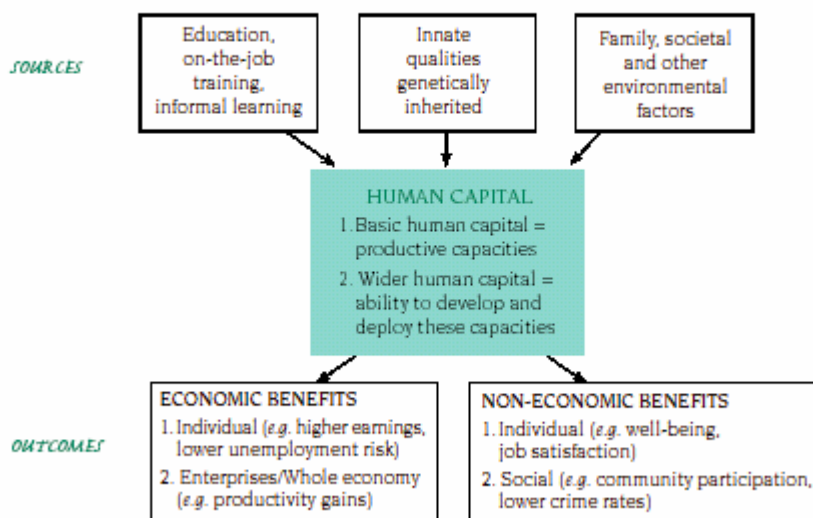 SOURCES
Education,
on-the-job
training,
informal learning
Innate
qualities
genetically
inherited
Family, societal
and other
environmental
factors
HUMAN CAPITAL
1. Basic human capital =
productive capacities
2. Wider human capital =
ability to develop and
deploy these capacities
OUTCOMES
ECONOMIC BENEFITS
1. Individual (e.g. higher earnings,
lower unemployment risk)
2. Enterprises/Whole economy
(e.g. productivity gains)
NON-ECONOMIC BENEFITS
1. Individual (e.g. well-being,
job satisfaction)
2. Social (e.g. community participation,
lower crime rates)